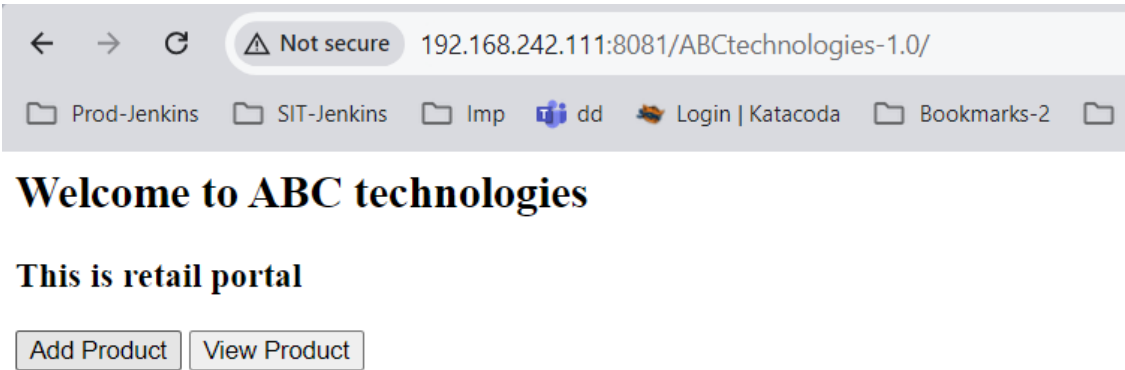 Not secure 192.168.242.111:8081/ABCtechnologies-1.0/
Prod-Jenkins SIT-Jenkins Imp dd Login | Katacoda Bookmarks-2
Welcome to ABC technologies
This is retail portal
Add Product View Product